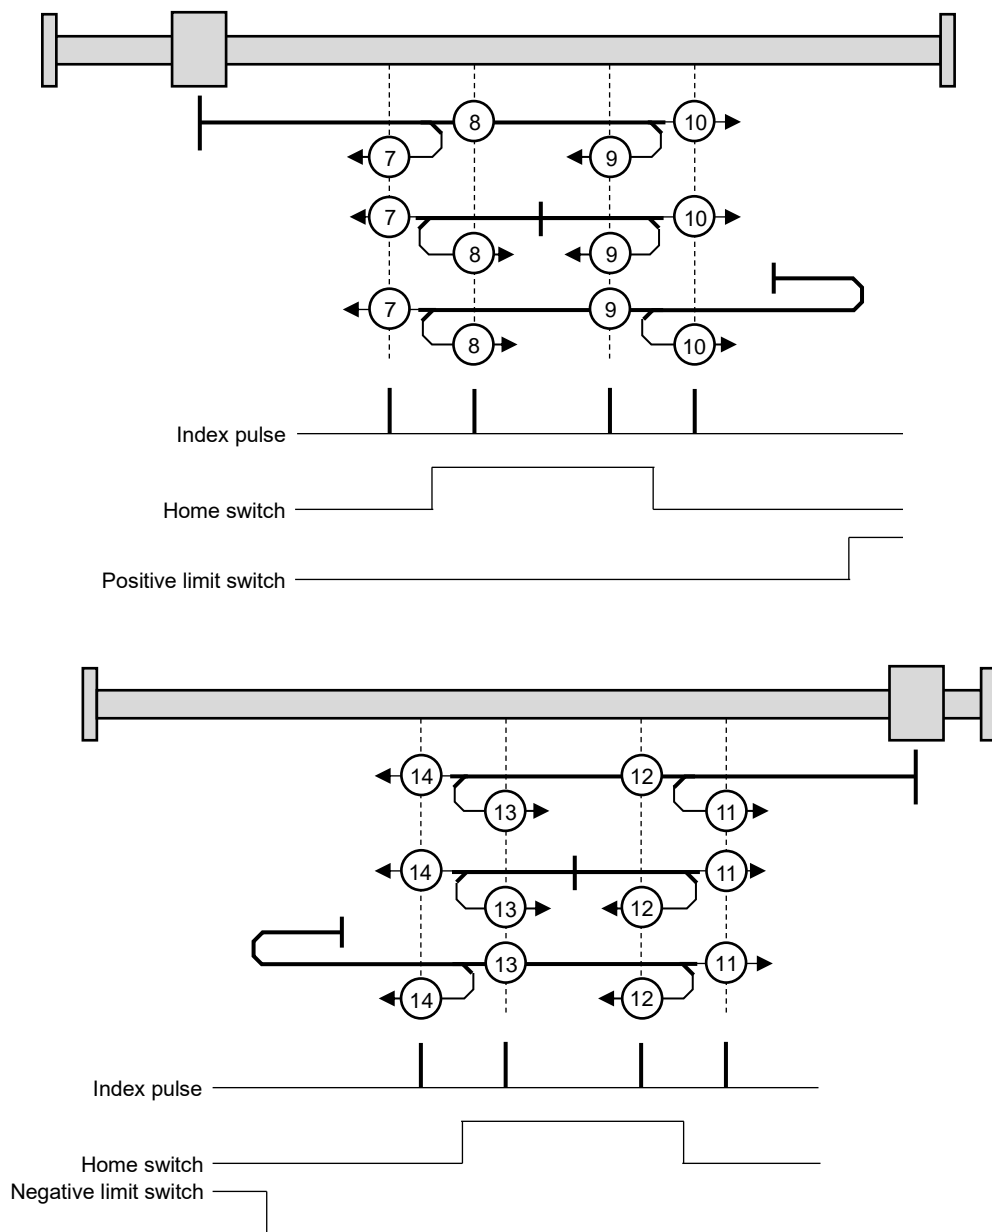 8 10
7 9
7 10
8 9
7 9
8 10
Index pulse
Home switch
Positive limit switch
14 12
13 11
14 11
13 12
13 11
14 12
Index pulse
Home switch
Negative limit switch